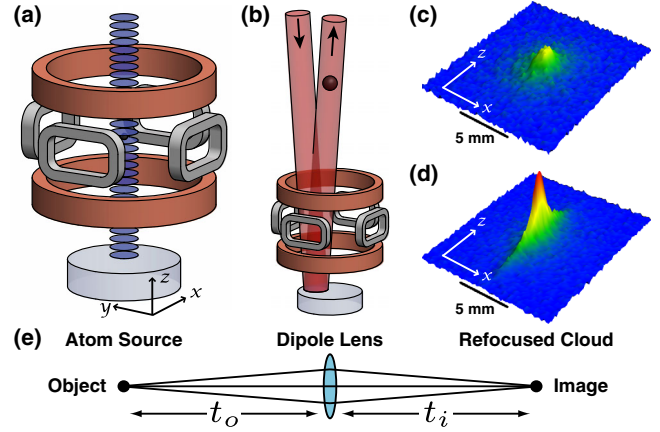 (a)
(b)
(c)
z
x
5 mm
(d)
z
x
5 mm
z
y
x
Atom Source
Dipole Lens
Refocused Cloud
(e)
Object
Image
t_o
t_i